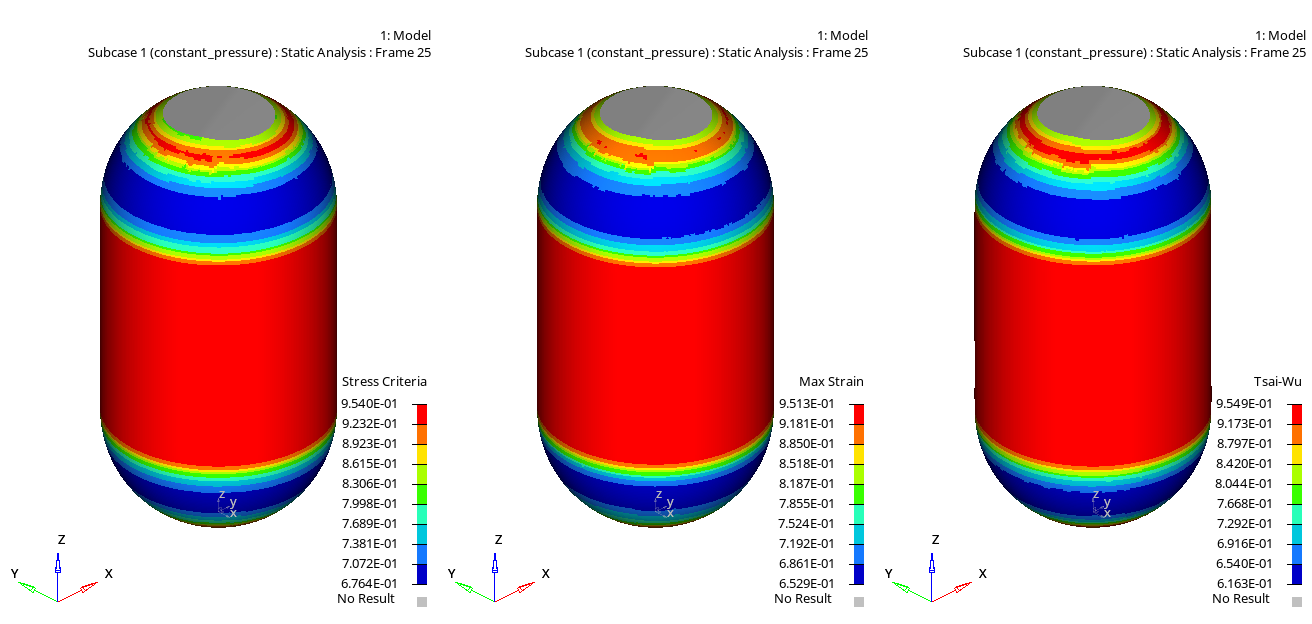 1: Model
Subcase 1 (constant_pressure) : Static Analysis : Frame 25
Stress Criteria
9.540E-01
9.232E-01
8.923E-01
8.615E-01
8.306E-01
7.998E-01
7.689E-01
7.381E-01
7.072E-01
6.764E-01
No Result
Z
Y
X
z
y
x
1: Model
Subcase 1 (constant_pressure) : Static Analysis : Frame 25
Max Strain
9.513E-01
9.181E-01
8.850E-01
8.518E-01
8.187E-01
7.855E-01
7.524E-01
7.192E-01
6.861E-01
6.529E-01
No Result
Z
Y
X
z
y
x
1: Model
Subcase 1 (constant_pressure) : Static Analysis : Frame 25
Tsai-Wu
9.549E-01
9.173E-01
8.797E-01
8.420E-01
8.044E-01
7.668E-01
7.292E-01
6.916E-01
6.540E-01
6.163E-01
No Result
Z
Y
X
z
y
x